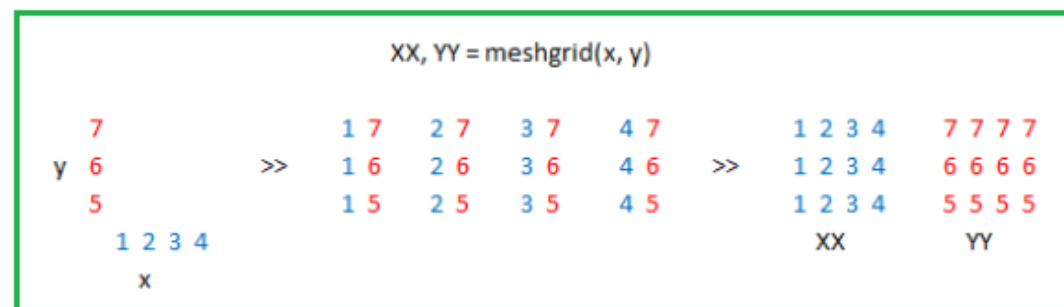 XX, YY = meshgrid(x, y)
7 1 7 2 7 3 7 4 7 1 2 3 4 7 7 7 7
y 6 >> 1 6 2 6 3 6 4 6 >> 1 2 3 4 6 6 6 6
5 1 5 2 5 3 5 4 5 1 2 3 4 5 5 5 5
1 2 3 4 XX YY
x